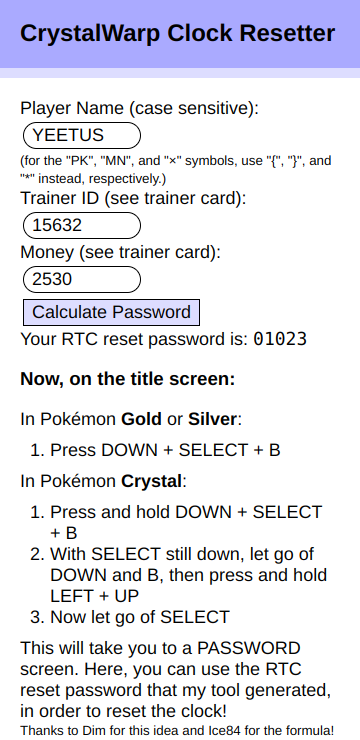 CrystalWarp Clock Resetter
Player Name (case sensitive):
YEETUS
(for the "PK", "MN", and "×" symbols, use "{", "}", and
"*" instead, respectively.)
Trainer ID (see trainer card):
15632
Money (see trainer card):
2530
Calculate Password
Your RTC reset password is: 01023
Now, on the title screen:
In Pokémon Gold or Silver:
1. Press DOWN + SELECT + B
In Pokémon Crystal:
1. Press and hold DOWN + SELECT
+ B
2. With SELECT still down, let go of
DOWN and B, then press and hold
LEFT + UP
3. Now let go of SELECT
This will take you to a PASSWORD
screen. Here, you can use the RTC
reset password that my tool generated,
in order to reset the clock!
Thanks to Dim for this idea and Ice84 for the formula!